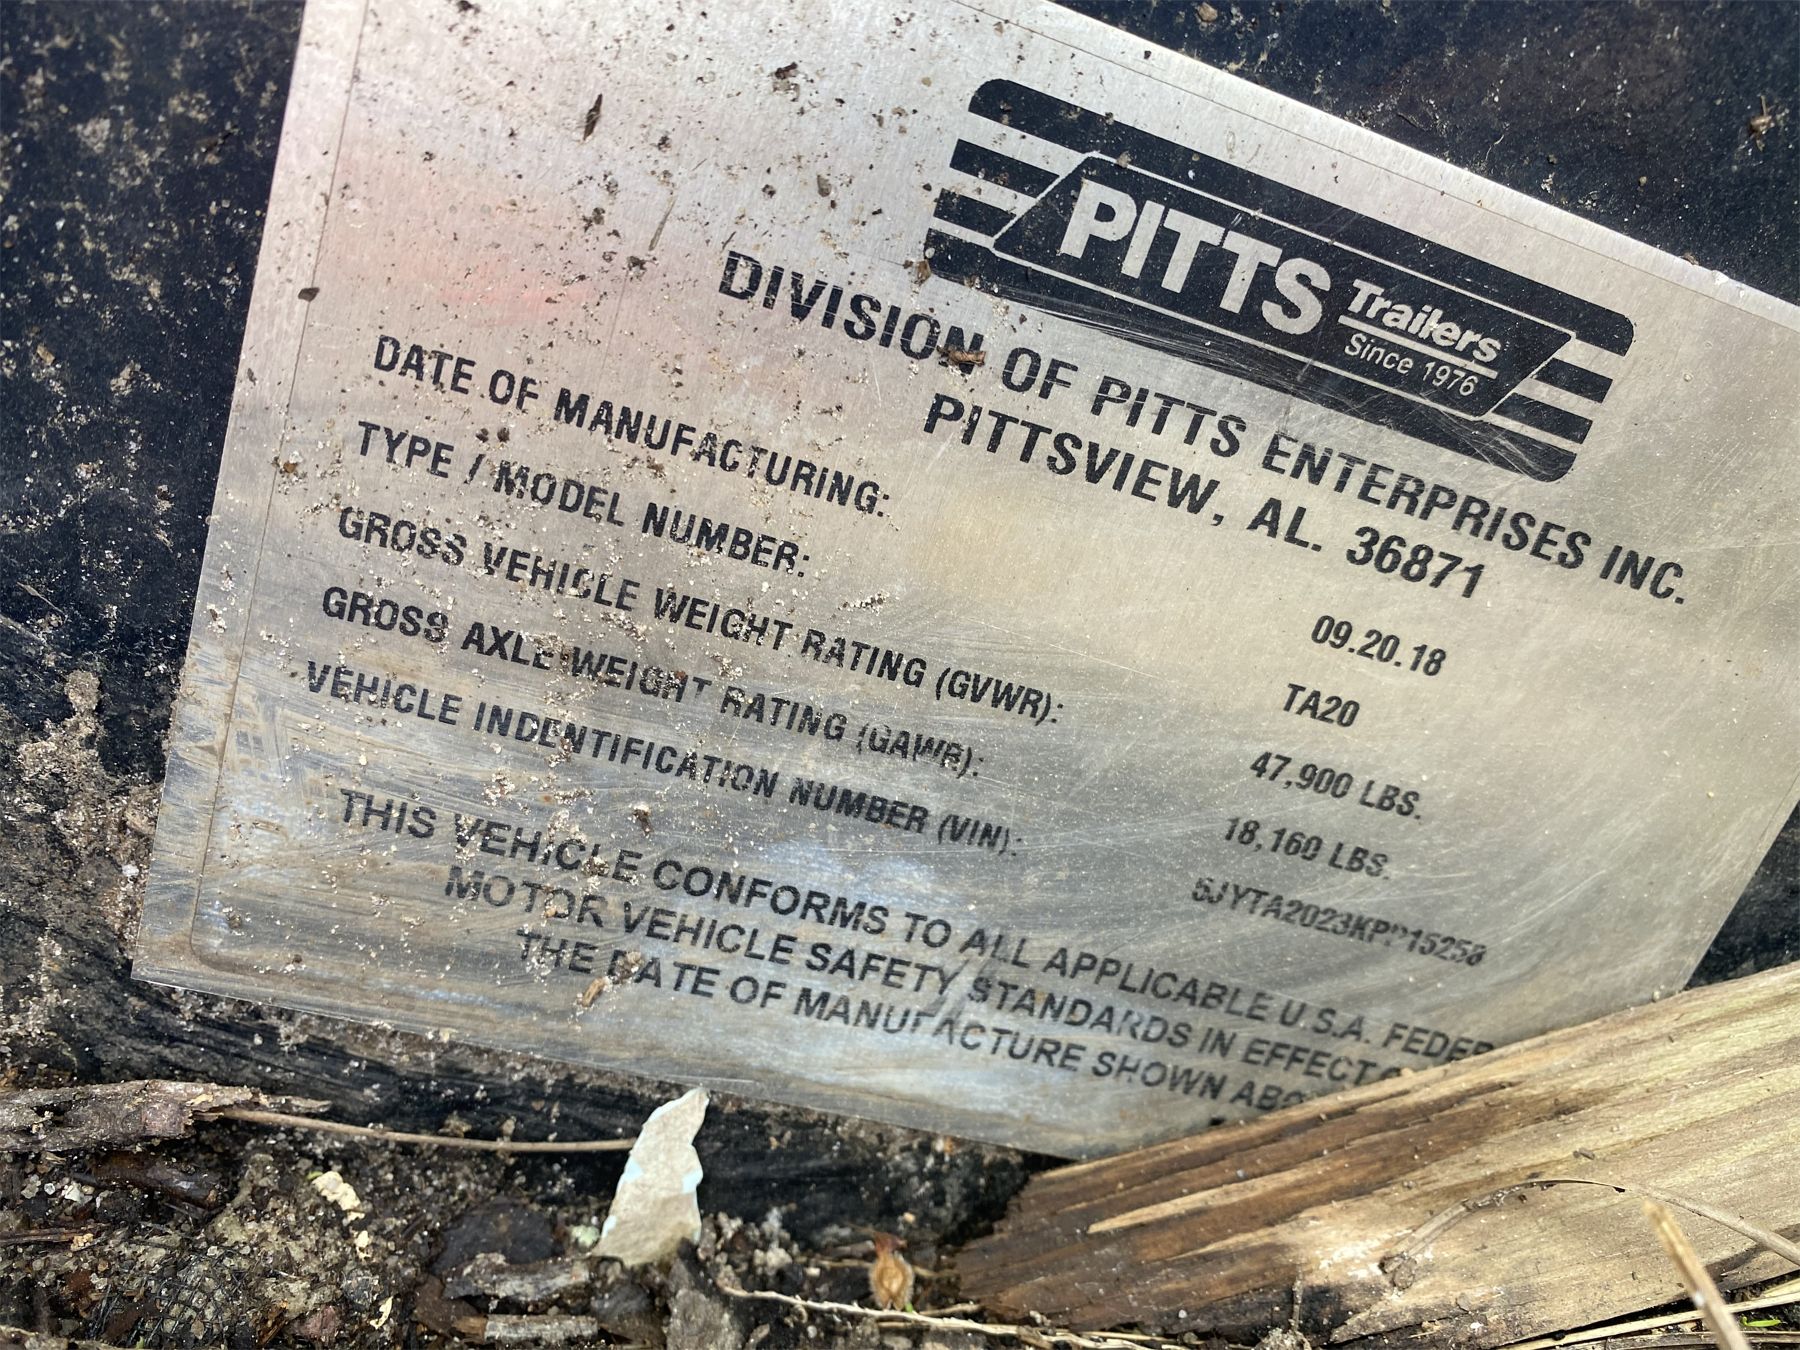 PITTS Trailers
Since 1976
DIVISION OF PITTS ENTERPRISES INC.
PITTSVIEW, AL. 36871
DATE OF MANUFACTURING: 09.20.18
TYPE / MODEL NUMBER: TA20
GROSS VEHICLE WEIGHT RATING (GVWR): 47,900 LBS.
GROSS AXLE WEIGHT RATING (GAWR): 18,160 LBS.
VEHICLE INDENTIFICATION NUMBER (VIN):
THIS VEHICLE CONFORMS TO ALL APPLICABLE U.S.A.
MOTOR VEHICLE SAFETY STANDARDS IN EFFECT
THE DATE OF MANUFACTURE SHOWN